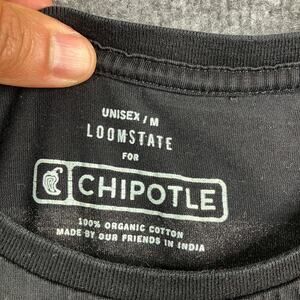 UNISEX / M
LOOMSTATE
FOR
CHIPOTLE
100% ORGANIC COTTON
MADE BY OUR FRIENDS IN INDIA